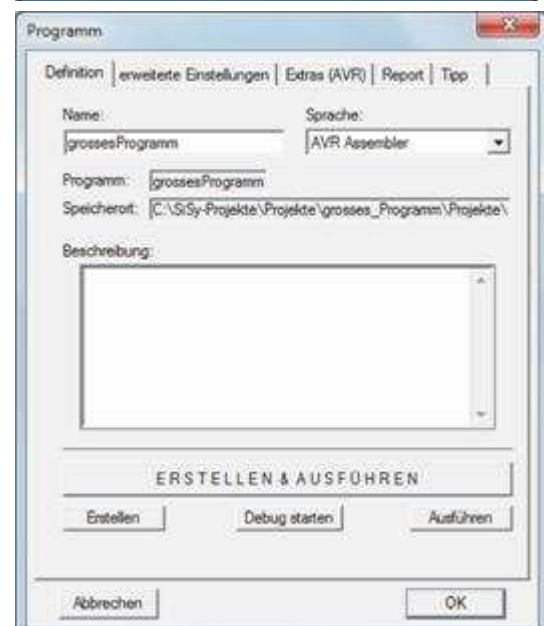 Programm
Definition erweiterte Einstellungen Extras (AVR) Report Tipp
Name: Sprache:
grossesProgramm AVR Assembler
Programm: grossesProgramm
Speicherort: C:\SiSy-Projekte\Projekte\grosses_Programm\Projekte\
Beschreibung:
ERSTELLEN & AUSFÜHREN
Erstellen Debug starten Ausführen
Abbrechen OK